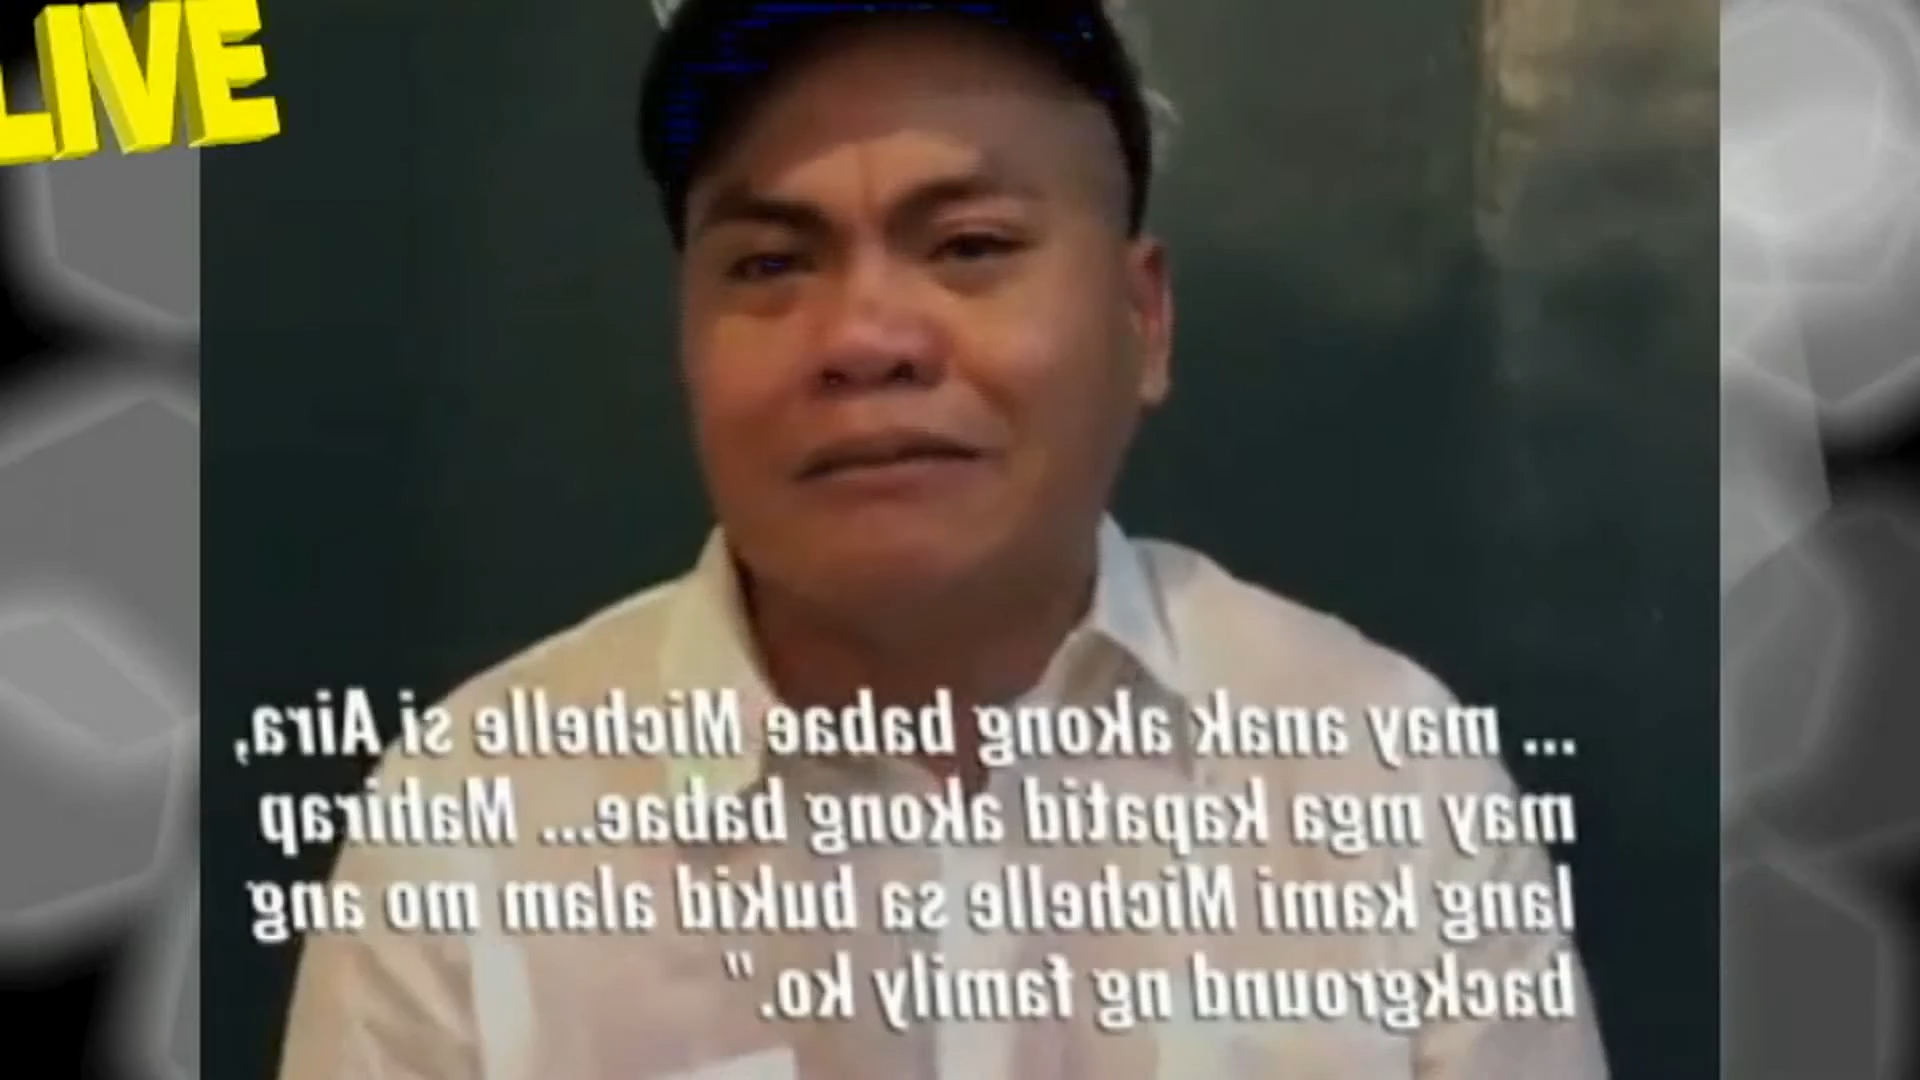 LIVE
... may anak akong babae Michelle si Aira,
may mga kapatid akong babae... Mahirap
lang kami Michelle sa bukid alam mo ang
background ng family ko."